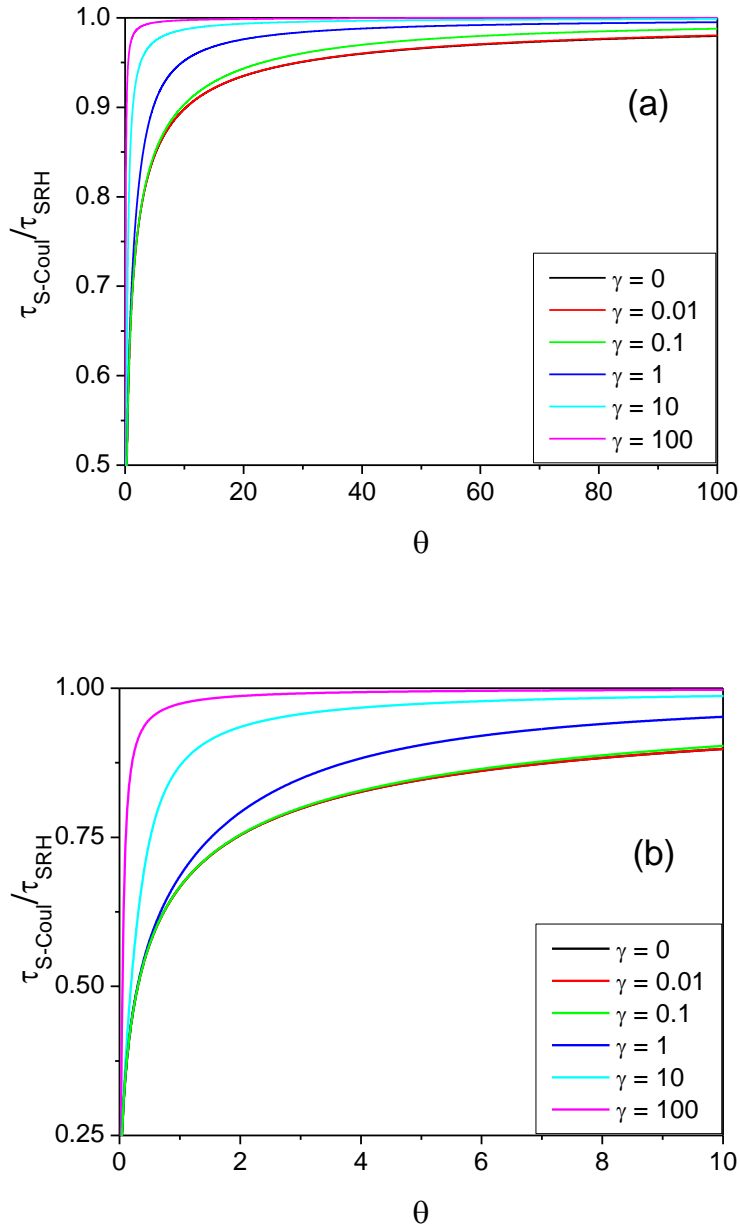 1.0
(a)
0.9
0.8
τS-Coul/τSRH
0.7
γ = 0
γ = 0.01
γ = 0.1
0.6
γ = 1
γ = 10
γ = 100
0.5
0 20 40 60 80 100
θ
1.00
0.75
(b)
τS-Coul/τSRH
0.50
γ = 0
γ = 0.01
γ = 0.1
γ = 1
γ = 10
γ = 100
0.25
0 2 4 6 8 10
θ